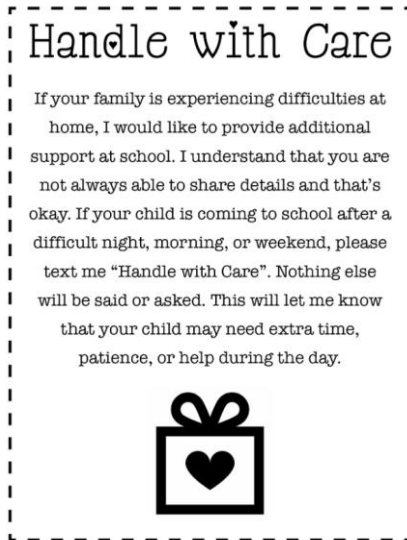 Handle with Care
If your family is experiencing difficulties at
home, I would like to provide additional
support at school. I understand that you are
not always able to share details and that's
okay. If your child is coming to school after a
difficult night, morning, or weekend, please
text me “Handle with Care”. Nothing else
will be said or asked. This will let me know
that your child may need extra time,
patience, or help during the day.